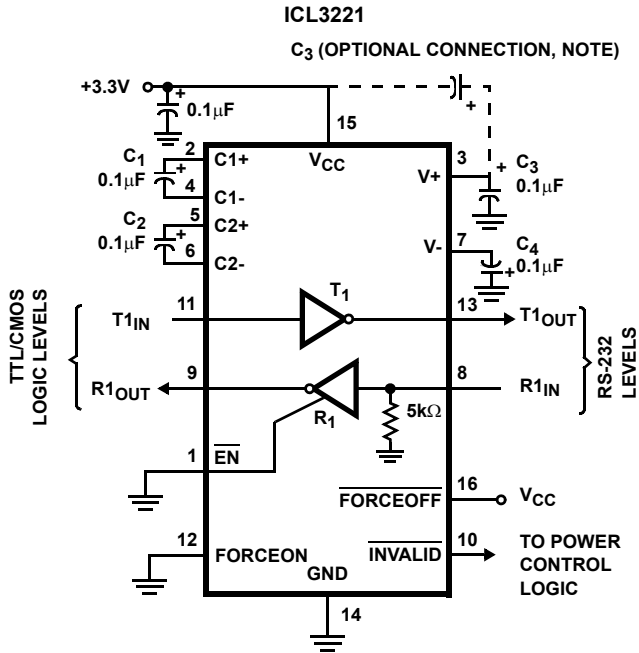 ICL3221
C3 (OPTIONAL CONNECTION, NOTE)
+3.3V
+
0.1µF
+
15
VCC
2
C1+
C1
0.1µF
+
4
C1-
5
C2+
C2
0.1µF
+
6
C2-
3
V+
+
C3
0.1µF
7
V-
C4
0.1µF
+
TTL/CMOS
LOGIC LEVELS
T1IN
11
T1
13
T1OUT
R1OUT
9
R1
8
R1IN
5kΩ
RS-232
LEVELS
1
EN
16
FORCEOFF
VCC
12
FORCEON
10
INVALID
TO POWER
CONTROL
LOGIC
GND
14